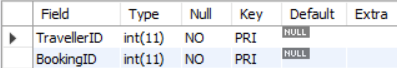 Field Type Null Key Default Extra
TravellerID int(11) NO PRI NULL
BookingID int(11) NO PRI NULL